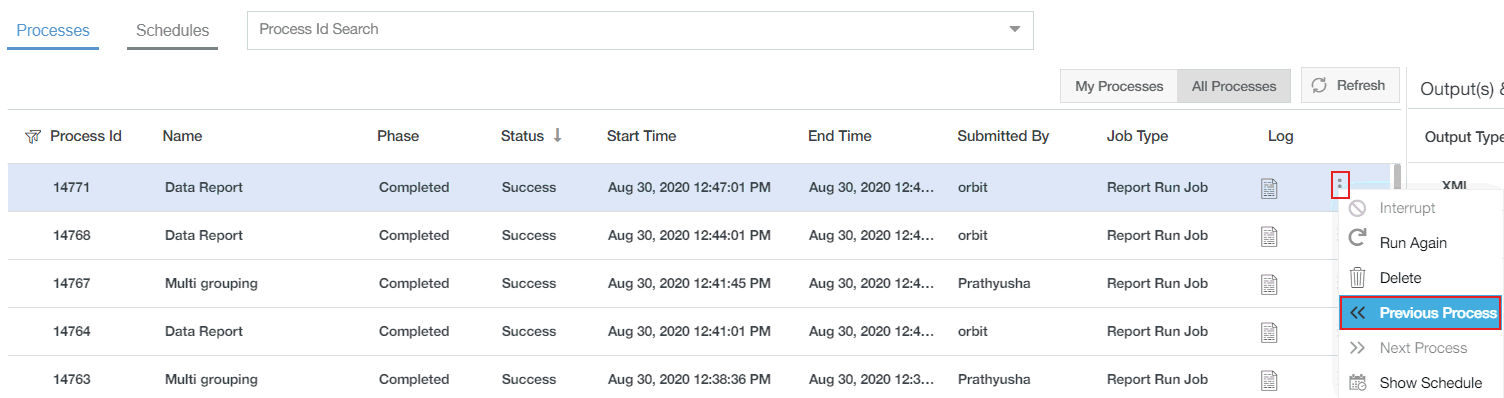 Processes Schedules Process Id Search
My Processes All Processes Refresh Output(s) &
Process Id Name Phase Status Start Time End Time Submitted By Job Type Log Output Type
14771 Data Report Completed Success Aug 30, 2020 12:47:01 PM Aug 30, 2020 12:4... orbit Report Run Job XML
Interrupt
14768 Data Report Completed Success Aug 30, 2020 12:44:01 PM Aug 30, 2020 12:4... orbit Report Run Job
Run Again
14767 Multi grouping Completed Success Aug 30, 2020 12:41:45 PM Aug 30, 2020 12:4... Prathyusha Report Run Job
Delete
Previous Process
14764 Data Report Completed Success Aug 30, 2020 12:41:01 PM Aug 30, 2020 12:4... orbit Report Run Job
Next Process
14763 Multi grouping Completed Success Aug 30, 2020 12:38:36 PM Aug 30, 2020 12:3... Prathyusha Report Run Job
Show Schedule